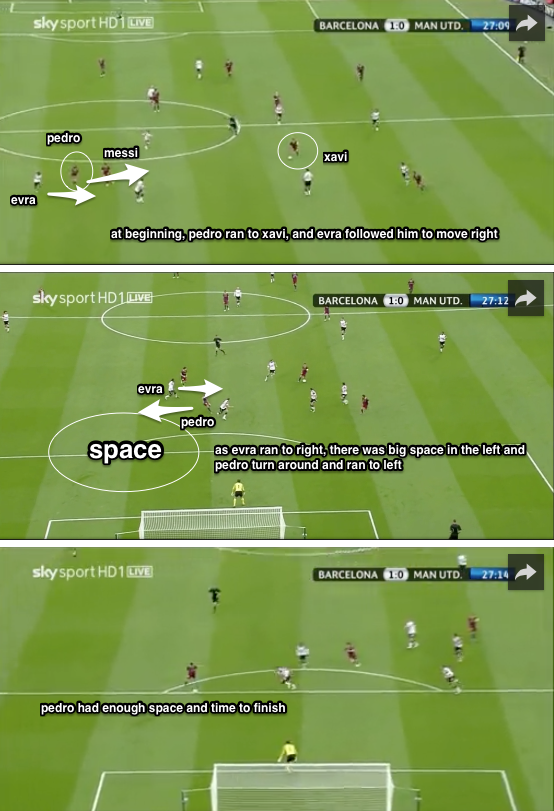 sky sport HD1 LIVE
BARCELONA 1:0 MAN UTD. 27:09
pedro
messi
xavi
evra
at beginning, pedro ran to xavi, and evra followed him to move right
sky sport HD1 LIVE
BARCELONA 1:0 MAN UTD. 27:12
evra
pedro
space
as evra ran to right, there was big space in the left and
pedro turn around and ran to left
sky sport HD1 LIVE
BARCELONA 1:0 MAN UTD. 27:14
pedro had enough space and time to finish